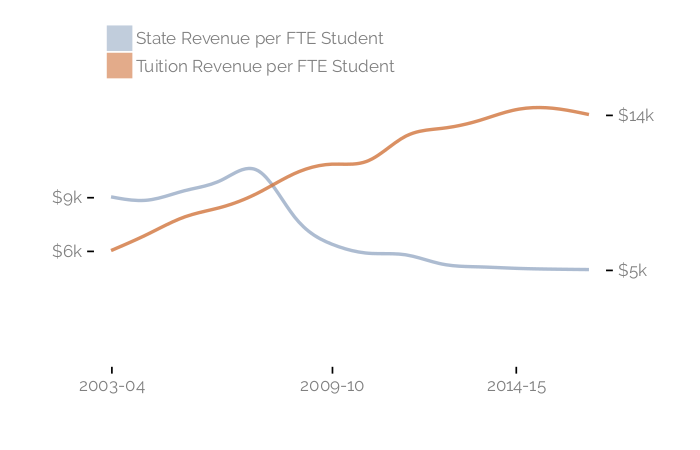 State Revenue per FTE Student
Tuition Revenue per FTE Student
$14k
$9k
$6k
$5k
2003-04 2009-10 2014-15